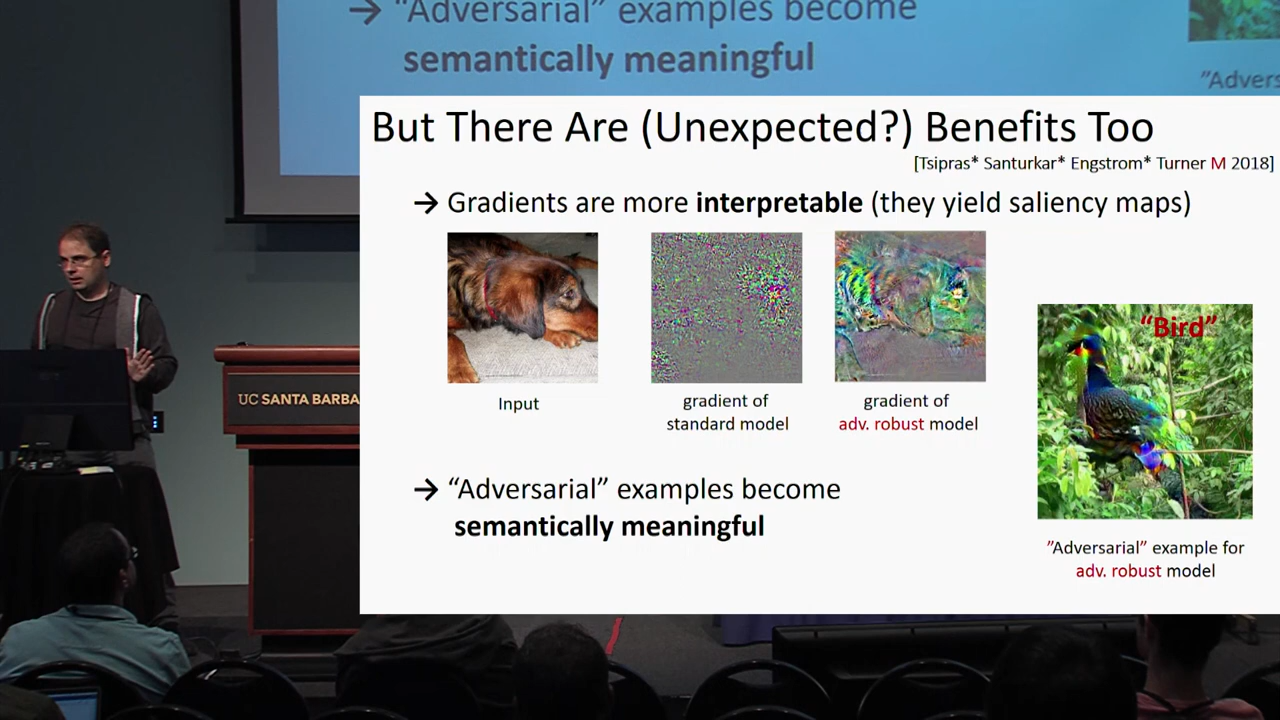 → “Adversarial” examples become
semantically meaningful
”Advers
But There Are (Unexpected?) Benefits Too
[Tsipras* Santurkar* Engstrom* Turner M 2018]
→ Gradients are more interpretable (they yield saliency maps)
“Bird”
UC SANTA BARBA
Input
gradient of
standard model
gradient of
adv. robust model
→ “Adversarial” examples become
semantically meaningful
”Adversarial” example for
adv. robust model